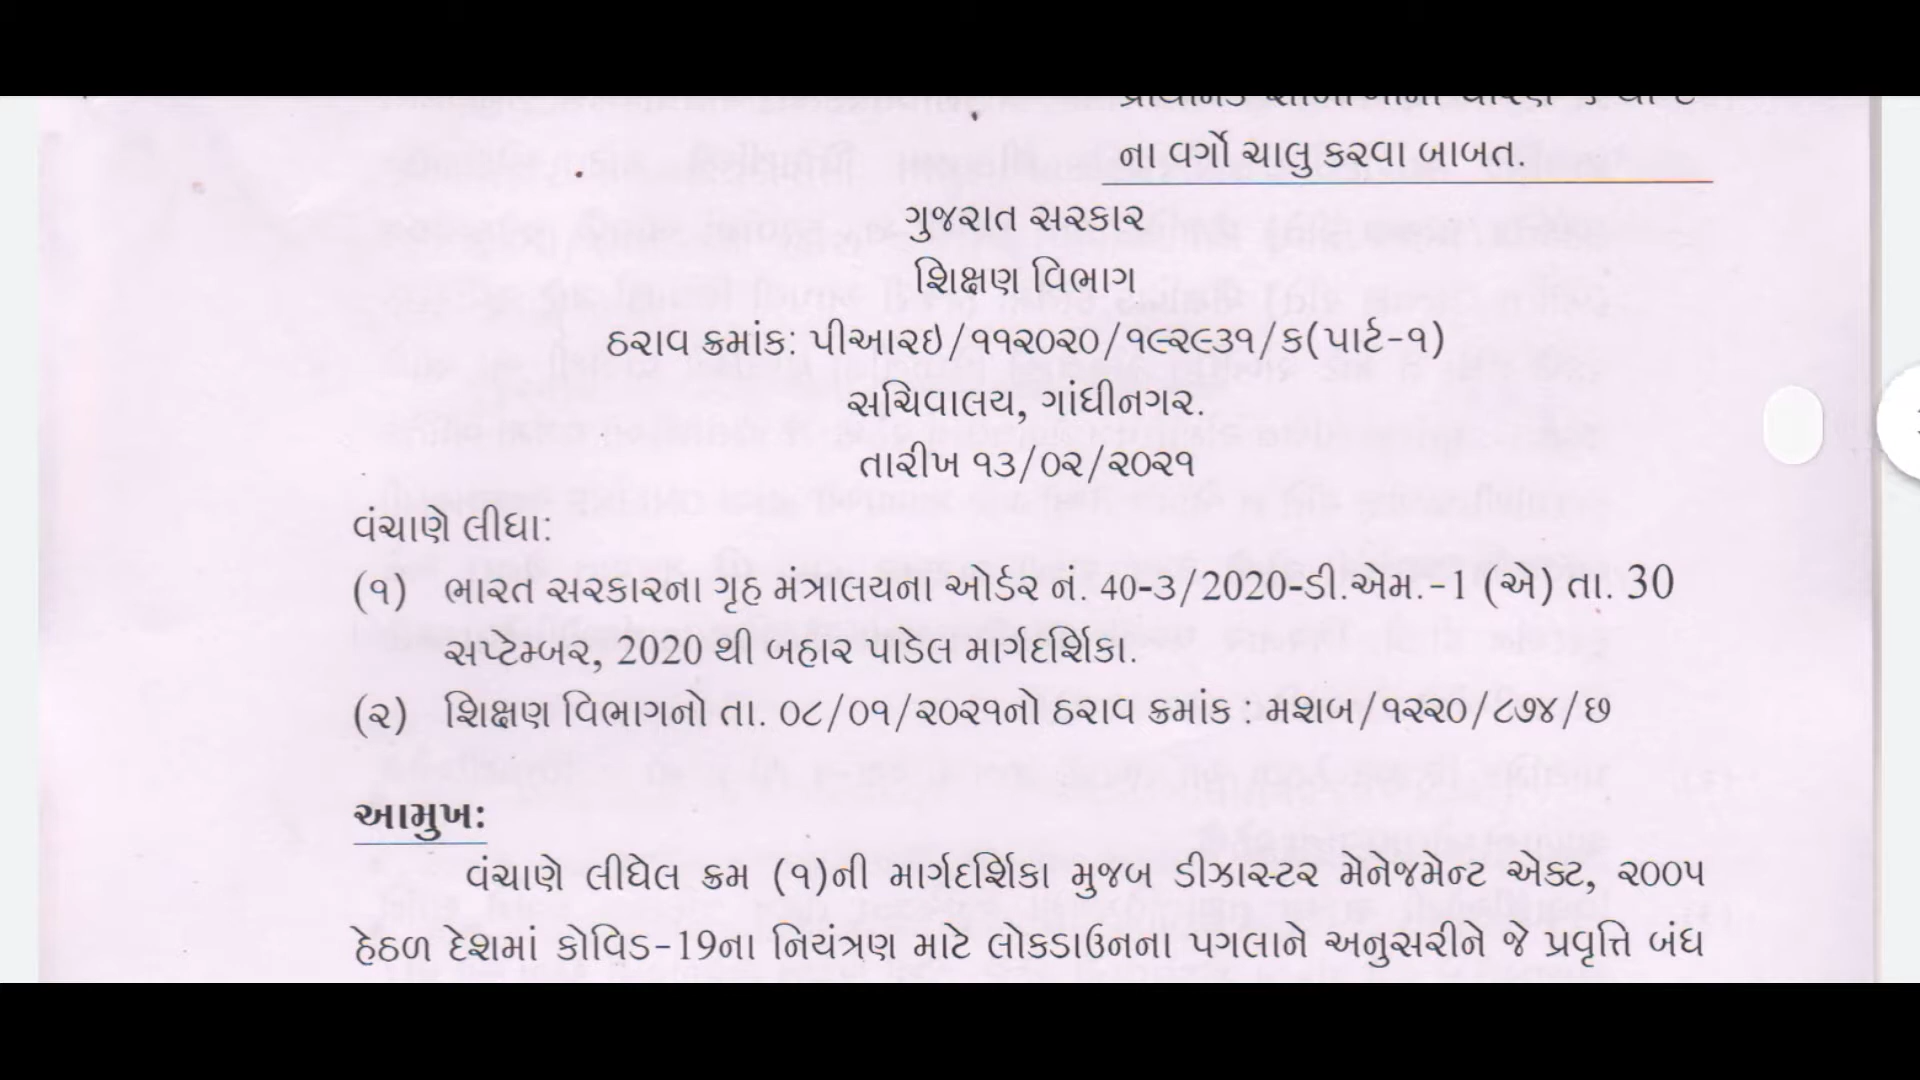 ના વર્ગો ચાલુ કરવા બાબત.
ગુજરાત સરકાર
શિક્ષણ વિભાગ
ઠરાવ ક્રમાંક: પીઆરઇ/૧૧૨૦૨૦/૧૯૨૯૩૧/ક(પાર્ટ-૧)
સચિવાલય, ગાંધીનગર.
તારીખ ૧૩/૦૨/૨૦૨૧
વંચાણે લીધા:
(૧) ભારત સરકારના ગૃહ મંત્રાલયના ઓર્ડર નં. 40-૩/2020-ડી.એમ.-1 (એ) તા. 30
સપ્ટેમ્બર, 2020 થી બહાર પાડેલ માર્ગદર્શિકા.
(૨) શિક્ષણ વિભાગનો તા. ૦૮/૦૧/૨૦૨૧નો ઠરાવ ક્રમાંક : મશબ/૧૨૨૦/૮૭૪/છ
આમુખ:
વંચાણે લીધેલ ક્રમ (૧)ની માર્ગદર્શિકા મુજબ ડીઝાસ્ટર મેનેજમેન્ટ એક્ટ, ૨૦૦૫
હેઠળ દેશમાં કોવિડ-19ના નિયંત્રણ માટે લોકડાઉનના પગલાને અનુસરીને જે પ્રવૃત્તિ બંધ